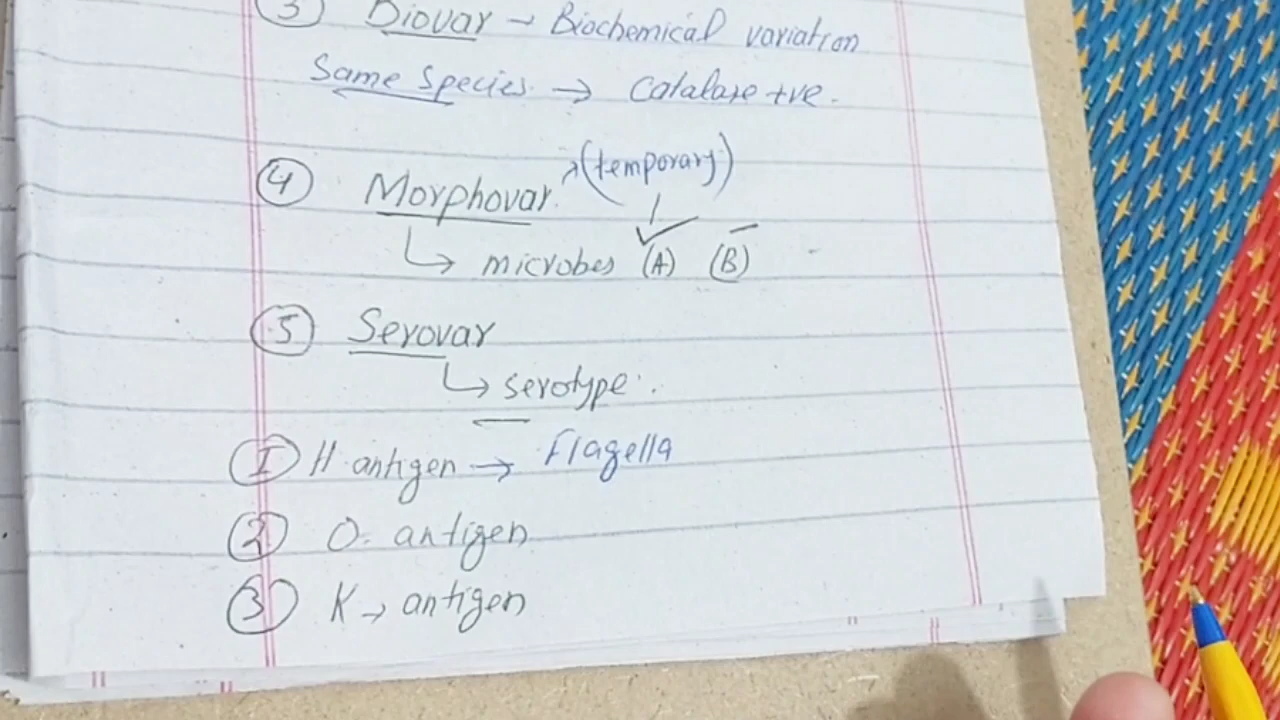 3 Biovar → Biochemical variation
Same Species → Catalase +ve.
4 Morphovar. → (temporary)
↳ microbes (A) (B)
5 Serovar
↳ serotype
I H antigen → Flagella
2 O. antigen
3 K → antigen